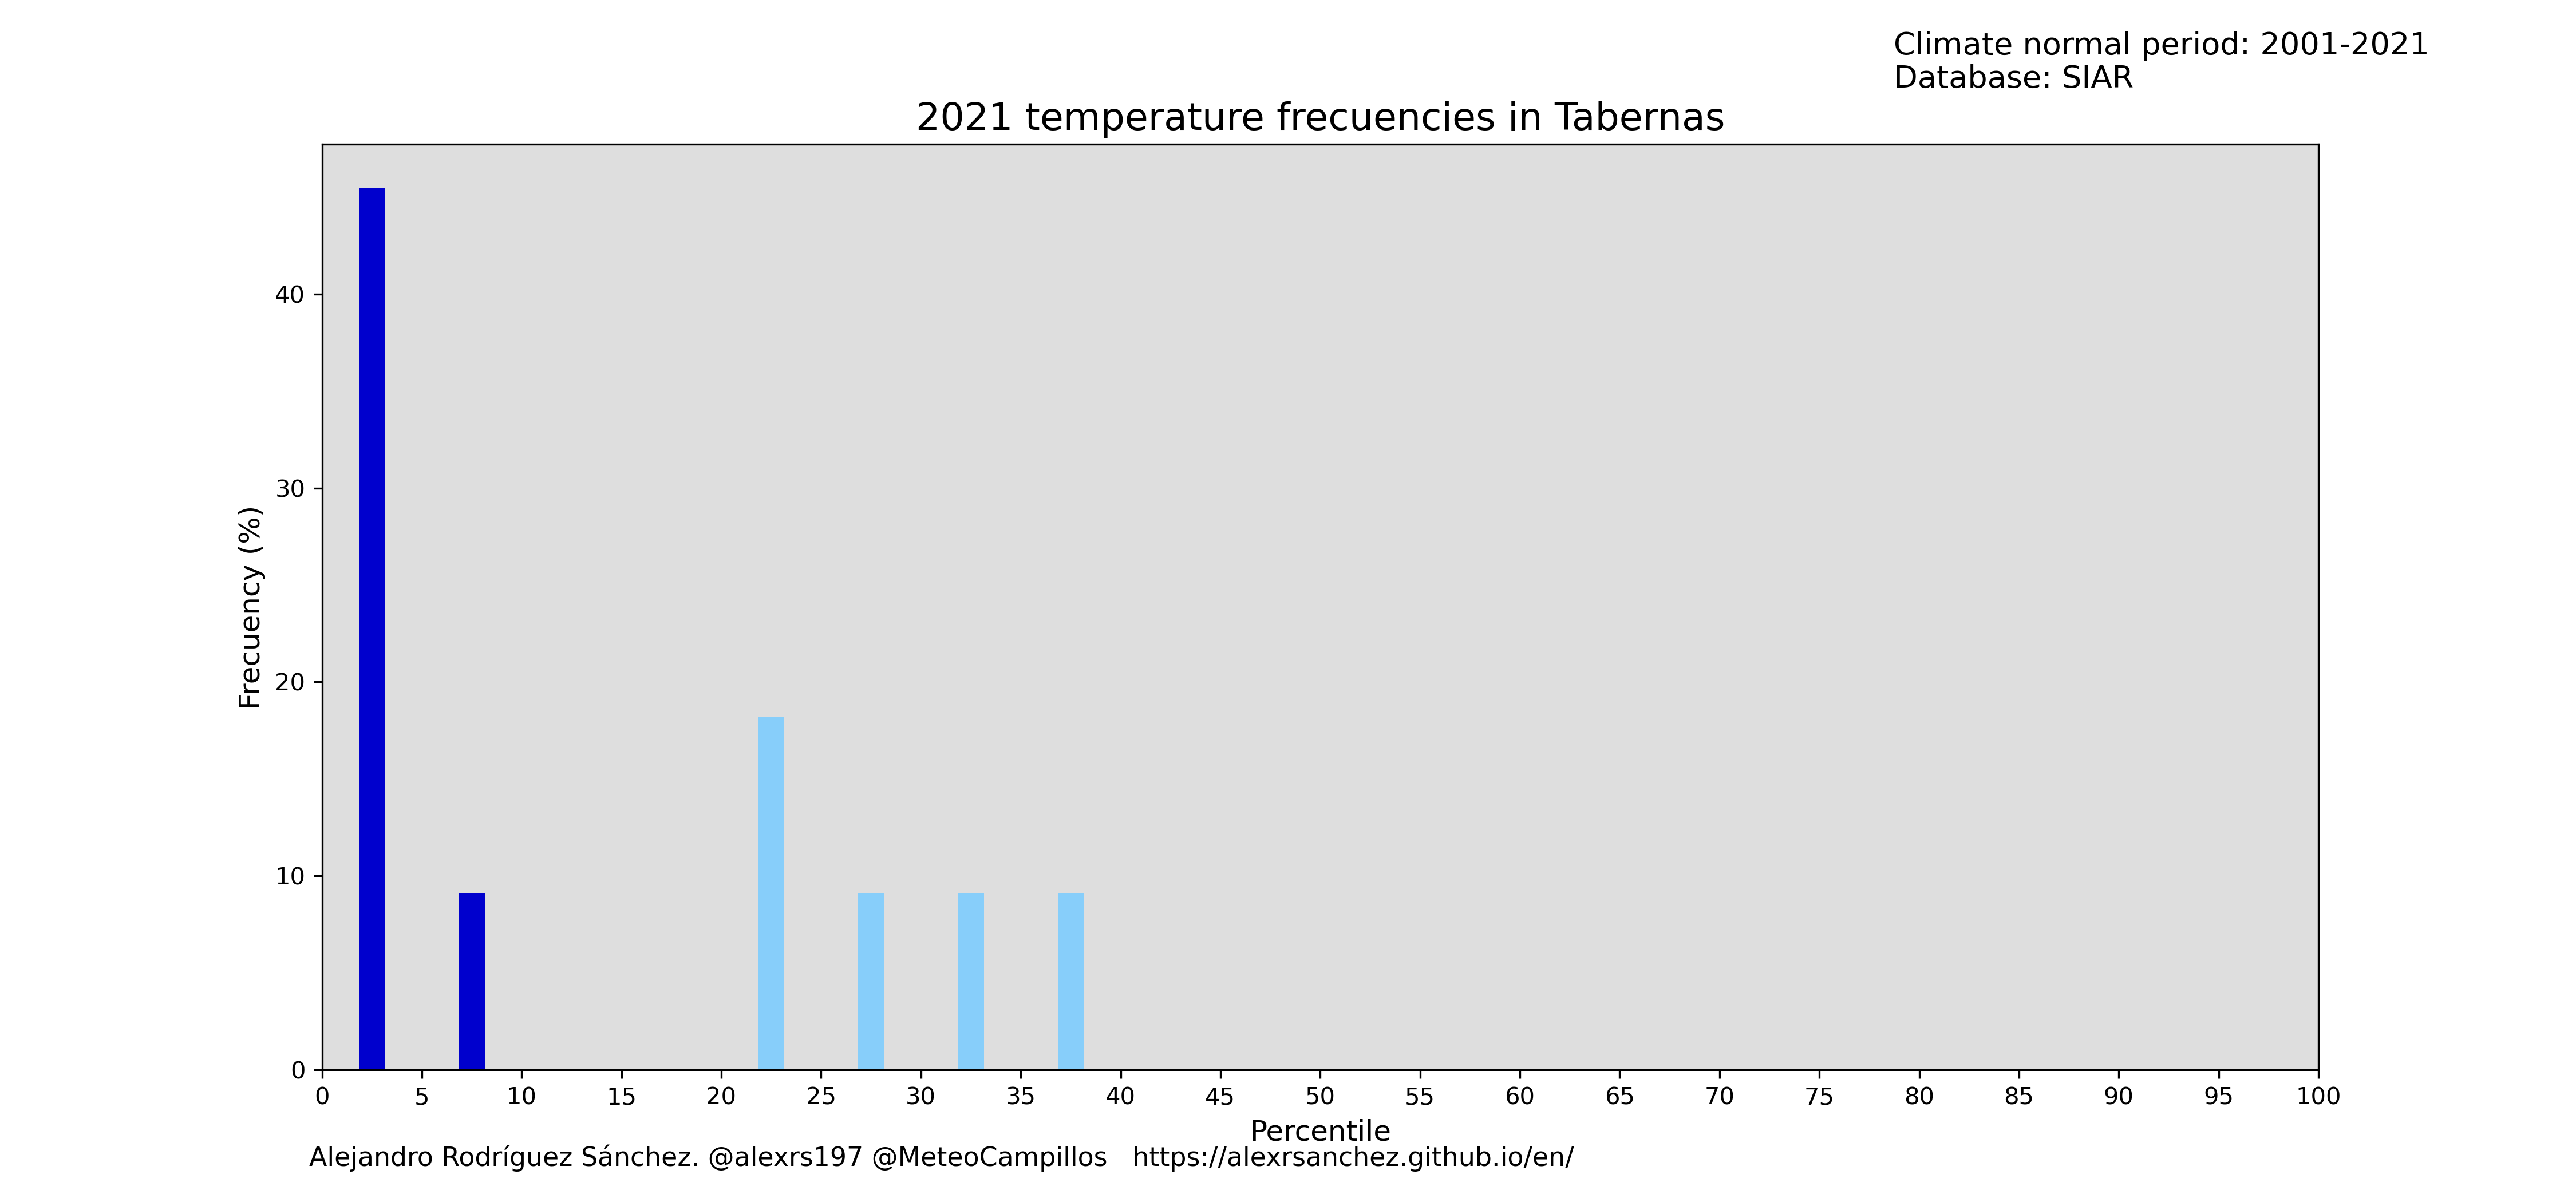 Climate normal period: 2001-2021
Database: SIAR
2021 temperature frecuencies in Tabernas
Frecuency (%)
40
30
20
10
0
0 5 10 15 20 25 30 35 40 45 50 55 60 65 70 75 80 85 90 95 100
Percentile
Alejandro Rodríguez Sánchez. @alexrs197 @MeteoCampillos https://alexrsanchez.github.io/en/